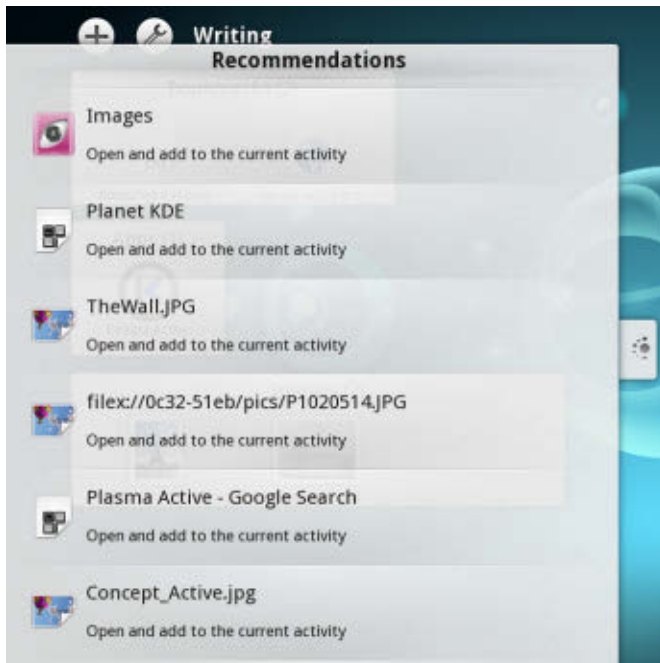 Writing
Recommendations
Images
Open and add to the current activity
Planet KDE
Open and add to the current activity
TheWall.JPG
Open and add to the current activity
filex://0c32-51eb/pics/P1020514.JPG
Open and add to the current activity
Plasma Active - Google Search
Open and add to the current activity
Concept_Active.jpg
Open and add to the current activity